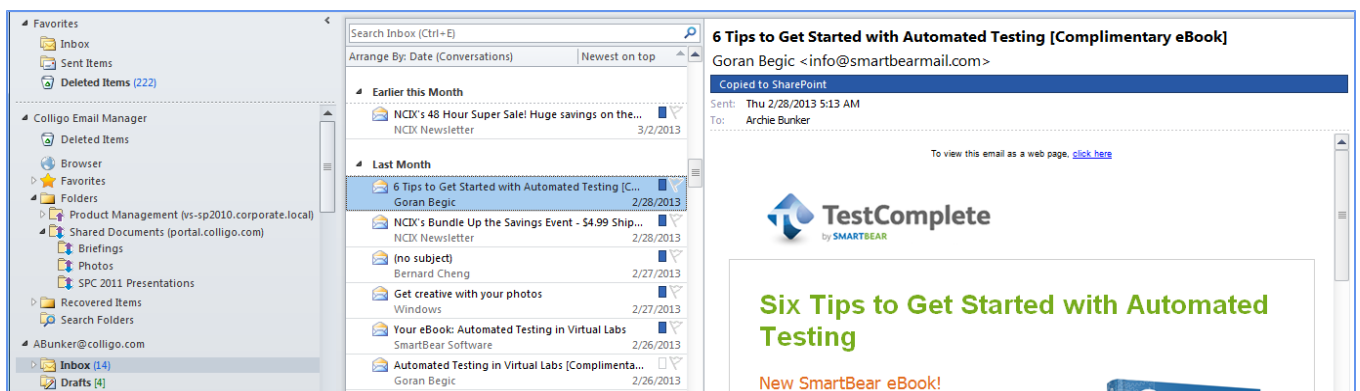 Favorites
Inbox
Sent Items
Deleted Items (222)
Colligo Email Manager
Deleted Items
Browser
Favorites
Folders
Product Management (vs-sp2010.corporate.local)
Shared Documents (portal.colligo.com)
Briefings
Photos
SPC 2011 Presentations
Recovered Items
Search Folders
ABunker@colligo.com
Inbox (14)
Drafts [4]
Search Inbox (Ctrl+E)
Arrange By: Date (Conversations) Newest on top
Earlier this Month
NCIX's 48 Hour Super Sale! Huge savings on the...
NCIX Newsletter 3/2/2013
Last Month
6 Tips to Get Started with Automated Testing [C...
Goran Begic 2/28/2013
NCIX's Bundle Up the Savings Event - $4.99 Ship...
NCIX Newsletter 2/28/2013
(no subject)
Bernard Cheng 2/27/2013
Get creative with your photos
Windows 2/27/2013
Your eBook: Automated Testing in Virtual Labs
SmartBear Software 2/26/2013
Automated Testing in Virtual Labs [Complimenta...
Goran Begic 2/26/2013
6 Tips to Get Started with Automated Testing [Complimentary eBook]
Goran Begic <info@smartbearmail.com>
Copied to SharePoint
Sent: Thu 2/28/2013 5:13 AM
To: Archie Bunker
To view this email as a web page, click here
TestComplete
by SMARTBEAR
Six Tips to Get Started with Automated
Testing
New SmartBear eBook!